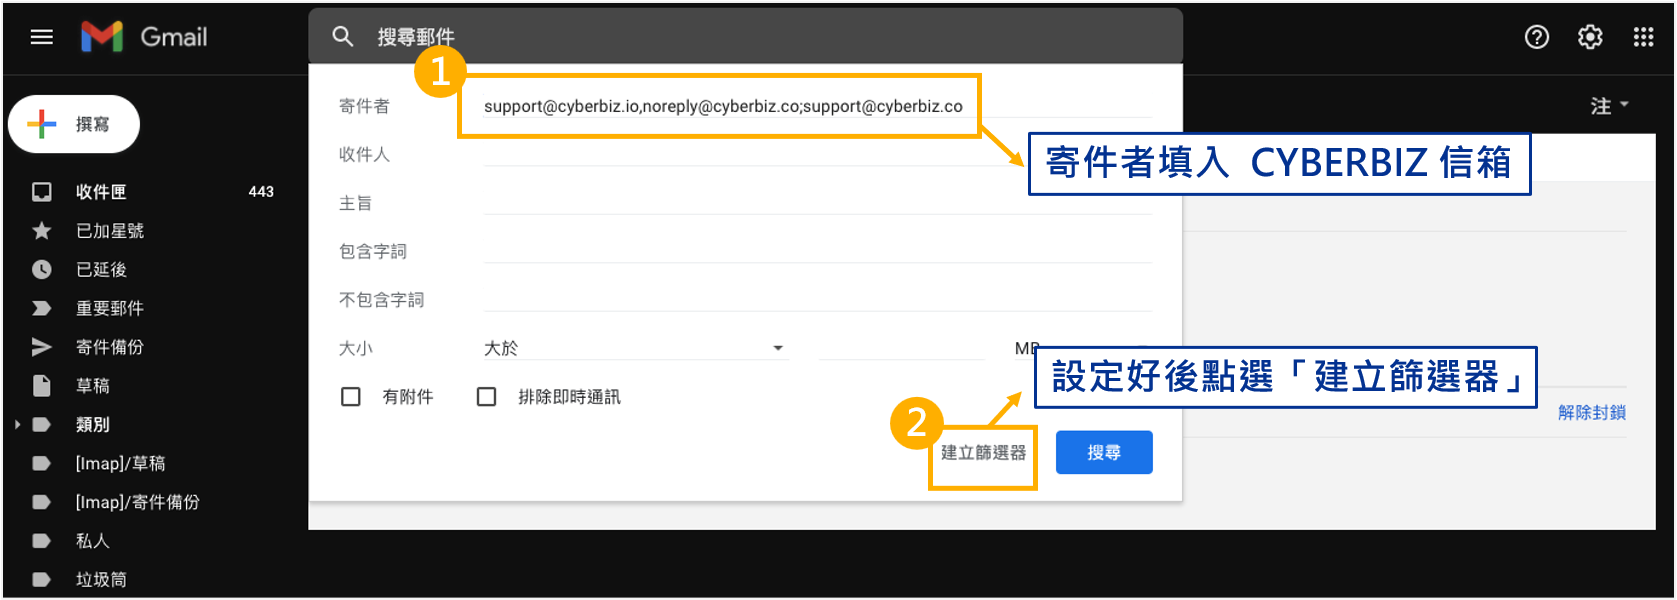 Gmail
搜尋郵件
注
撰寫
1
寄件者
support@cyberbiz.io,noreply@cyberbiz.co;support@cyberbiz.co
寄件者填入 CYBERBIZ 信箱
收件人
主旨
包含字詞
不包含字詞
大小
大於
MB
設定好後點選「建立篩選器」
有附件
排除即時通訊
2
建立篩選器
搜尋
解除封鎖
收件匣
443
已加星號
已延後
重要郵件
寄件備份
草稿
類別
[Imap]/草稿
[Imap]/寄件備份
私人
垃圾筒